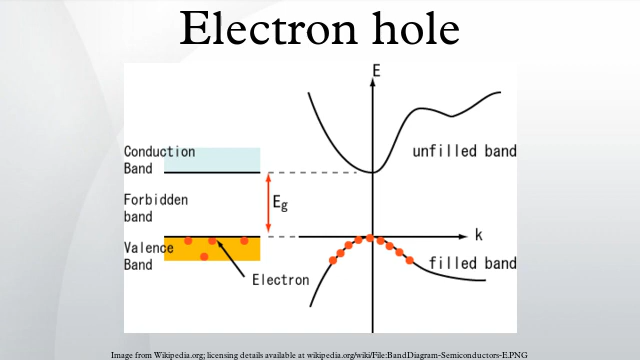 Electron hole
E
Conduction
Band
unfilled band
Forbidden
band
Eg
k
Valence
Band
filled band
Electron
Image from Wikipedia.org; licensing details available at wikipedia.org/wiki/File:BandDiagram-Semiconductors-E.PNG